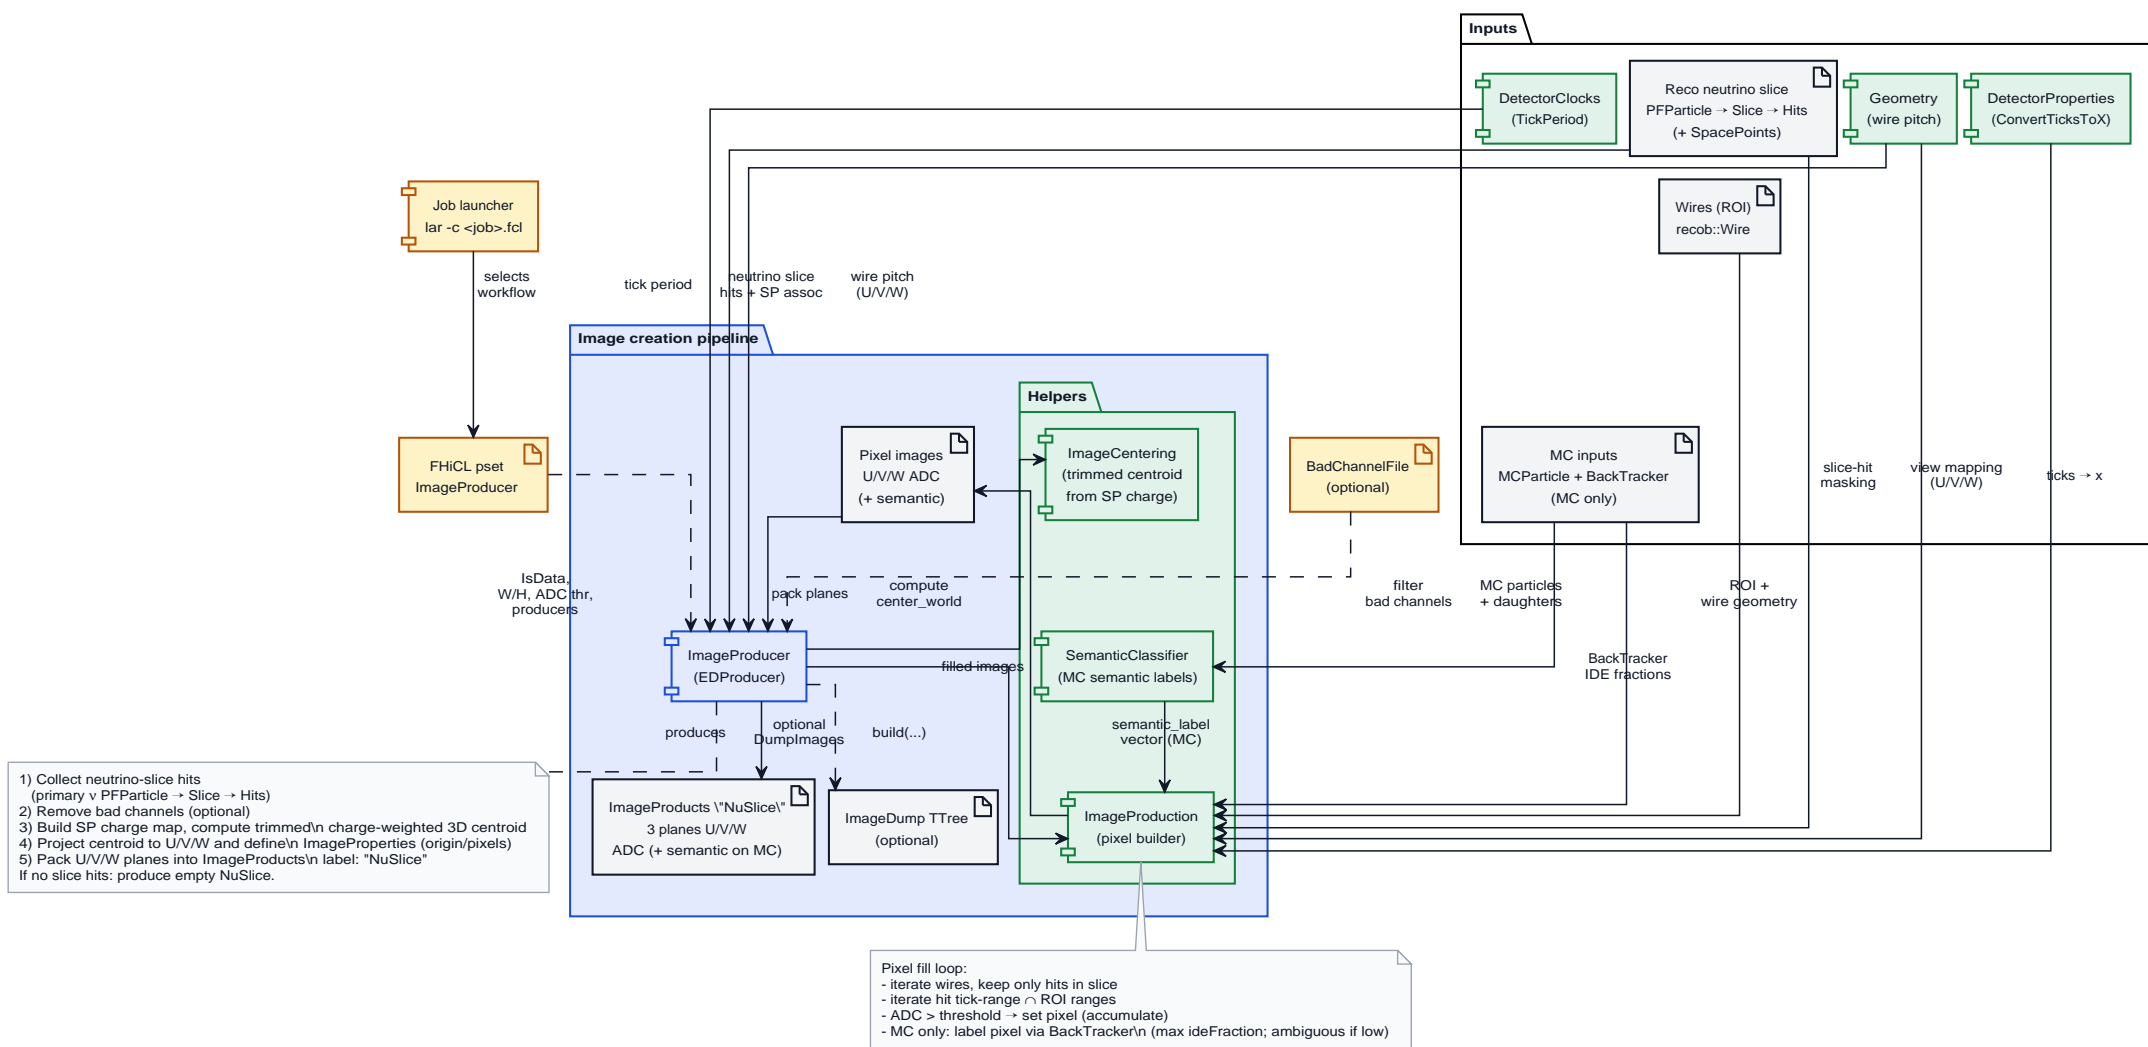 Inputs
DetectorClocks
(TickPeriod)
Reco neutrino slice
PFParticle → Slice → Hits
(+ SpacePoints)
Geometry
(wire pitch)
DetectorProperties
(ConvertTicksToX)
Job launcher
lar -c <job>.fcl
Wires (ROI)
recob::Wire
selects
workflow
tick period
neutrino slice
hits + SP assoc
wire pitch
(U/V/W)
Image creation pipeline
Helpers
FHiCL pset
ImageProducer
Pixel images
U/V/W ADC
(+ semantic)
ImageCentering
(trimmed centroid
from SP charge)
BadChannelFile
(optional)
MC inputs
MCParticle + BackTracker
(MC only)
slice-hit
masking
view mapping
(U/V/W)
ticks → x
IsData,
W/H, ADC thr,
producers
pack planes
compute
center_world
filter
bad channels
MC particles
+ daughters
ROI +
wire geometry
ImageProducer
(EDProducer)
filled images
SemanticClassifier
(MC semantic labels)
BackTracker
IDE fractions
produces
optional
DumpImages
build(...)
semantic_label
vector (MC)
1) Collect neutrino-slice hits
(primary ν PFParticle → Slice → Hits)
2) Remove bad channels (optional)
3) Build SP charge map, compute trimmed\n charge-weighted 3D centroid
4) Project centroid to U/V/W and define\n ImageProperties (origin/pixels)
5) Pack U/V/W planes into ImageProducts\n label: "NuSlice"
If no slice hits: produce empty NuSlice.
ImageProducts \"NuSlice\"
3 planes U/V/W
ADC (+ semantic on MC)
ImageDump TTree
(optional)
ImageProduction
(pixel builder)
Pixel fill loop:
- iterate wires, keep only hits in slice
- iterate hit tick-range ∩ ROI ranges
- ADC > threshold → set pixel (accumulate)
- MC only: label pixel via BackTracker\n (max ideFraction; ambiguous if low)